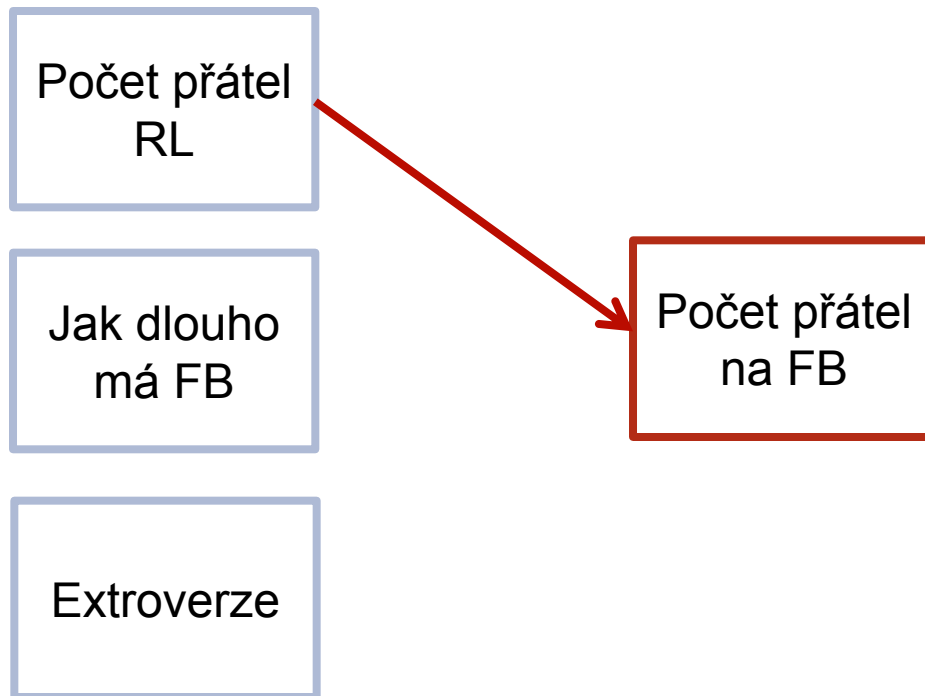 Počet přátel
RL
Jak dlouho
má FB
Extroverze
Počet přátel
na FB